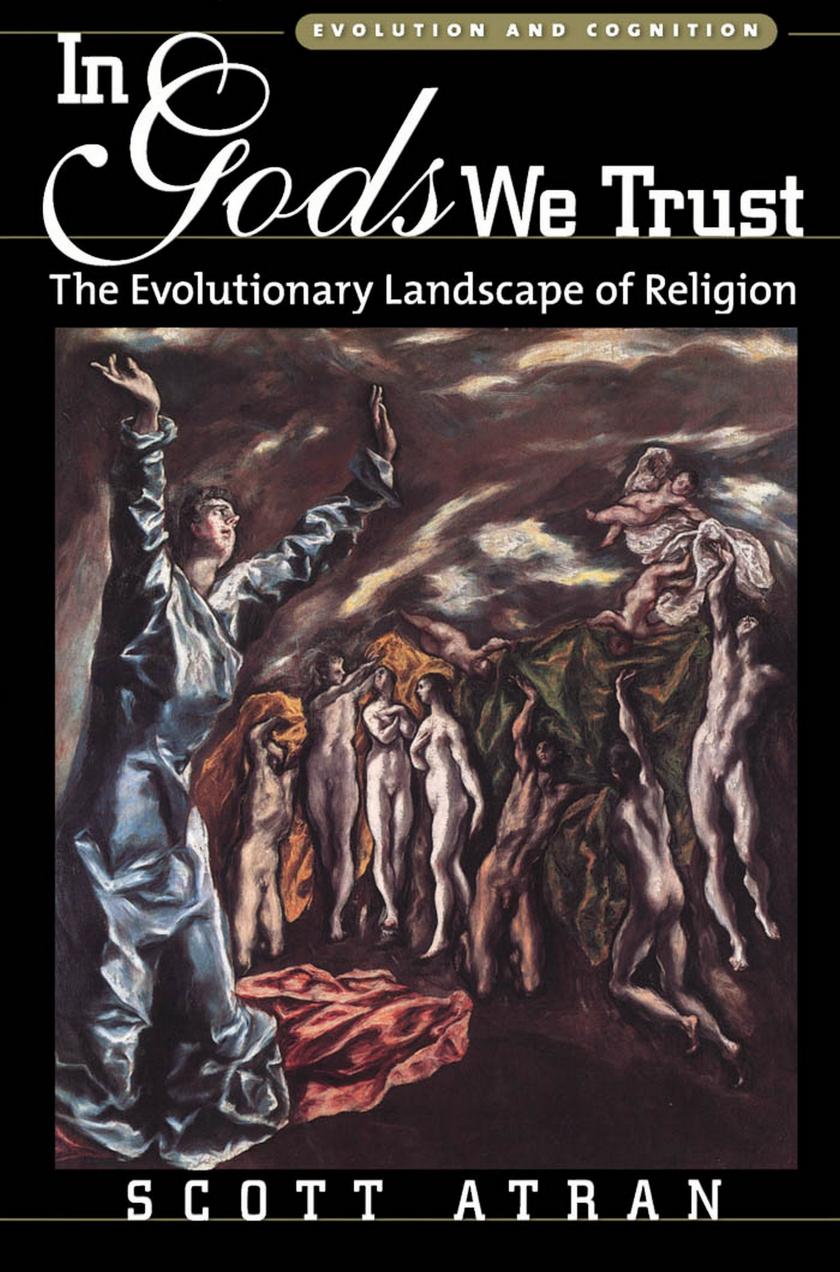 EVOLUTION AND COGNITION
In Gods We Trust
The Evolutionary Landscape of Religion
SCOTT ATRAN